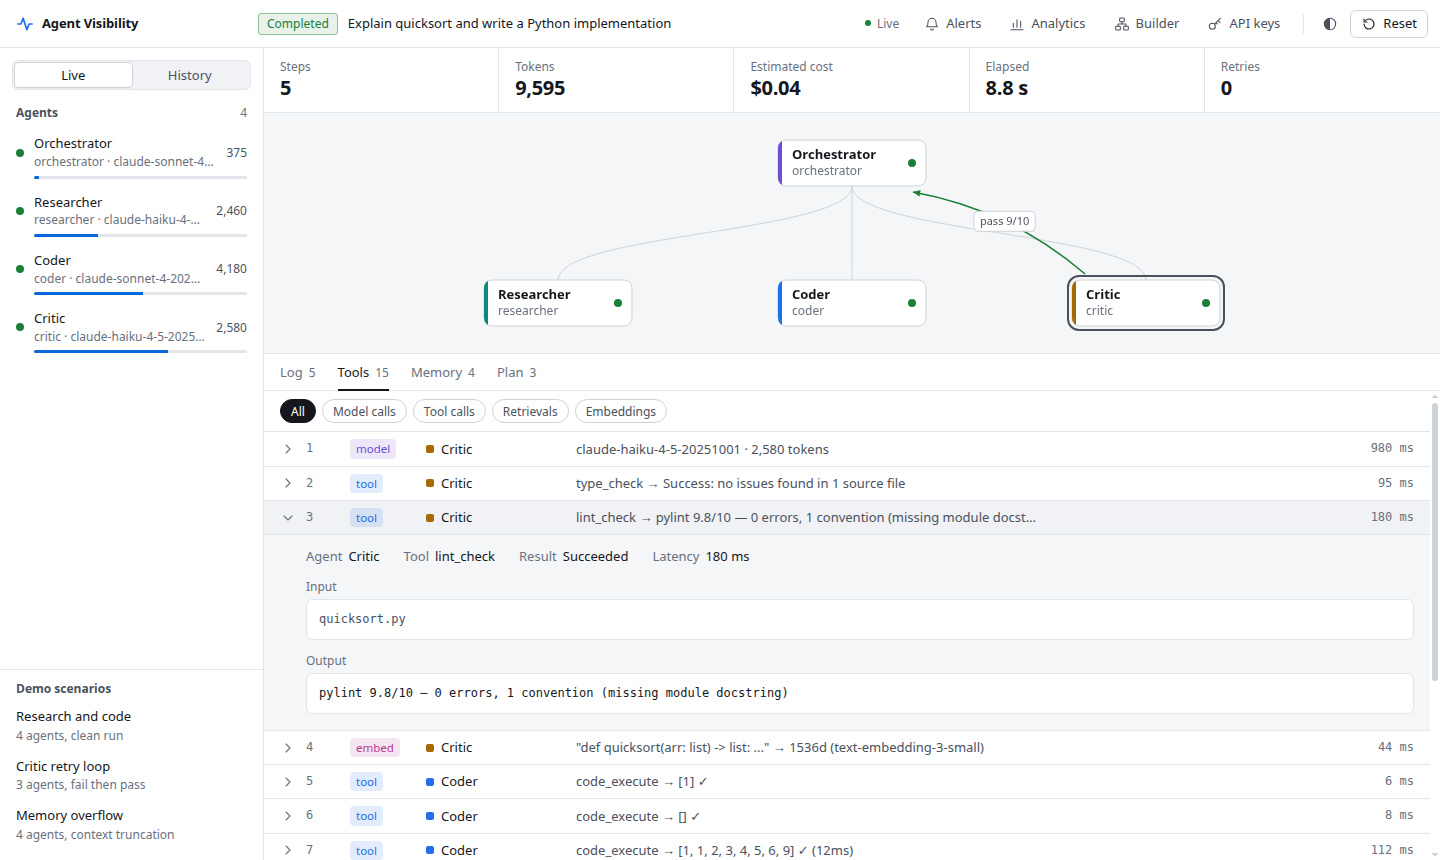 Agent Visibility
Completed Explain quicksort and write a Python implementation
Live Alerts Analytics Builder API keys Reset
Live History
Agents 4
Orchestrator
orchestrator · claude-sonnet-4... 375
Researcher
researcher · claude-haiku-4-... 2,460
Coder
coder · claude-sonnet-4-202... 4,180
Critic
critic · claude-haiku-4-5-2025... 2,580
Demo scenarios
Research and code
4 agents, clean run
Critic retry loop
3 agents, fail then pass
Memory overflow
4 agents, context truncation
Steps Tokens Estimated cost Elapsed Retries
5 9,595 $0.04 8.8 s 0
Orchestrator
orchestrator
pass 9/10
Researcher
researcher
Coder
coder
Critic
critic
Log 5 Tools 15 Memory 4 Plan 3
All Model calls Tool calls Retrievals Embeddings
1 model Critic claude-haiku-4-5-20251001 · 2,580 tokens 980 ms
2 tool Critic type_check → Success: no issues found in 1 source file 95 ms
3 tool Critic lint_check → pylint 9.8/10 — 0 errors, 1 convention (missing module docst... 180 ms
Agent Critic Tool lint_check Result Succeeded Latency 180 ms
Input
quicksort.py
Output
pylint 9.8/10 — 0 errors, 1 convention (missing module docstring)
4 embed Critic "def quicksort(arr: list) -> list: ..." → 1536d (text-embedding-3-small) 44 ms
5 tool Coder code_execute → [1] ✓ 6 ms
6 tool Coder code_execute → [] ✓ 8 ms
7 tool Coder code_execute → [1, 1, 2, 3, 4, 5, 6, 9] ✓ (12ms) 112 ms